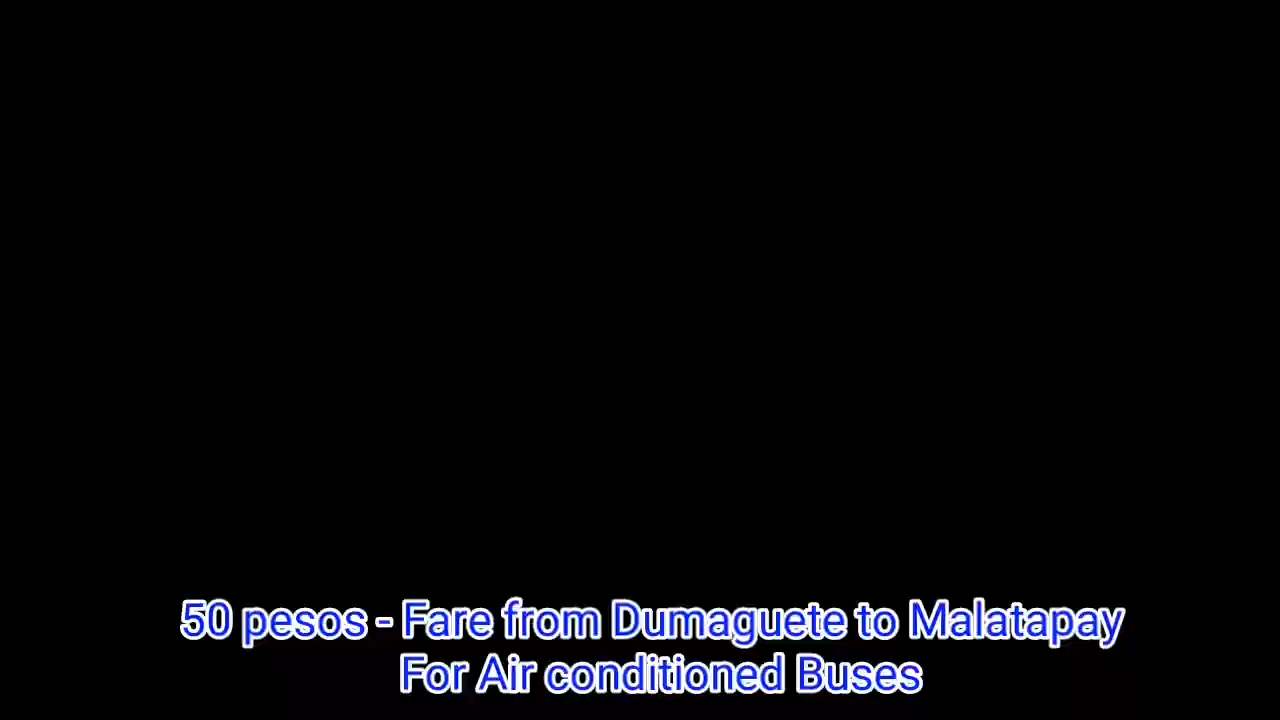 50 pesos - Fare from Dumaguete to Malatapay
For Air conditioned Buses